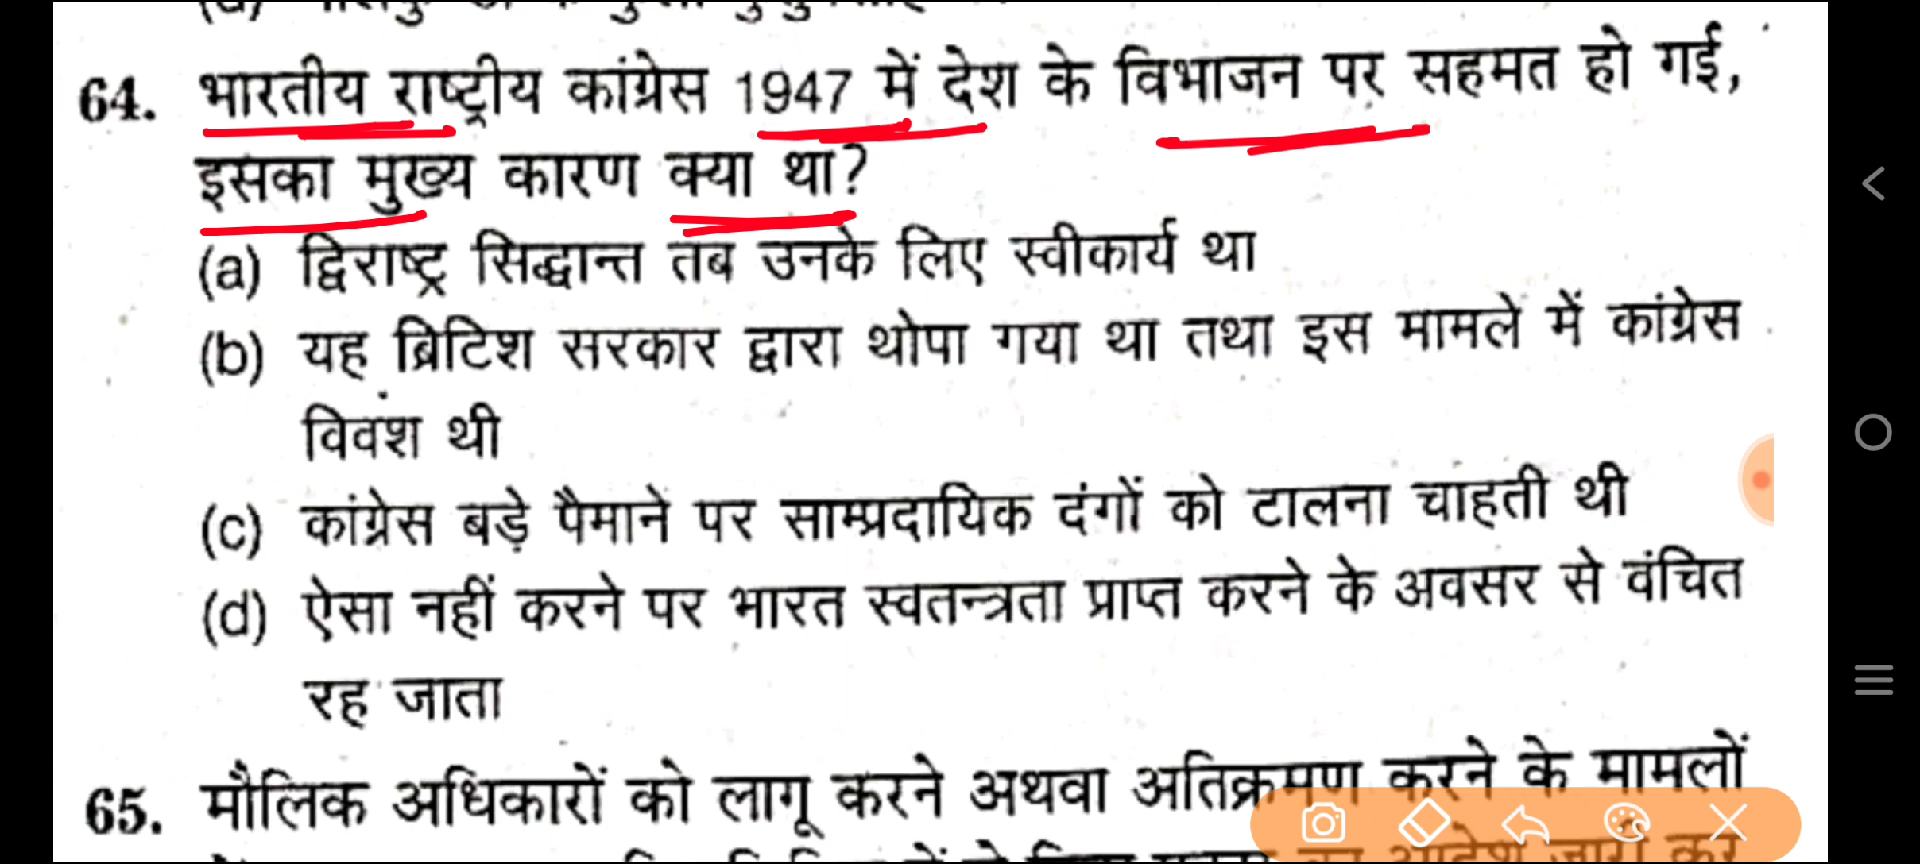 64. भारतीय राष्ट्रीय कांग्रेस 1947 में देश के विभाजन पर सहमत हो गई,
इसका मुख्य कारण क्या था?
(a) द्विराष्ट्र सिद्धान्त तब उनके लिए स्वीकार्य था
(b) यह ब्रिटिश सरकार द्वारा थोपा गया था तथा इस मामले में कांग्रेस
विवश थी
(c) कांग्रेस बड़े पैमाने पर साम्प्रदायिक दंगों को टालना चाहती थी
(d) ऐसा नहीं करने पर भारत स्वतन्त्रता प्राप्त करने के अवसर से वंचित
रह जाता
65. मौलिक अधिकारों को लागू करने अथवा अतिक्रमण करने के मामलों